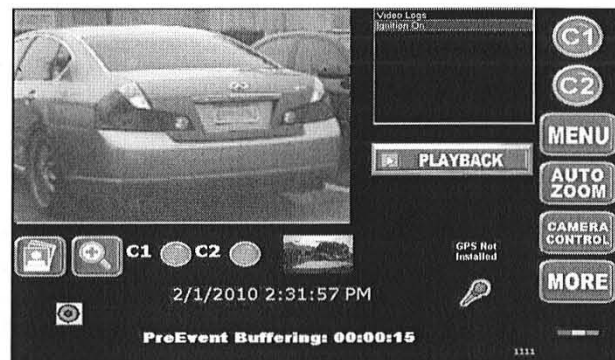 Video Logs
Ignition On
C1
C2
MENU
PLAYBACK
AUTO ZOOM
CAMERA CONTROL
C1 C2
GPS Not Installed
MORE
2/1/2010 2:31:57 PM
PreEvent Buffering: 00:00:15
1111